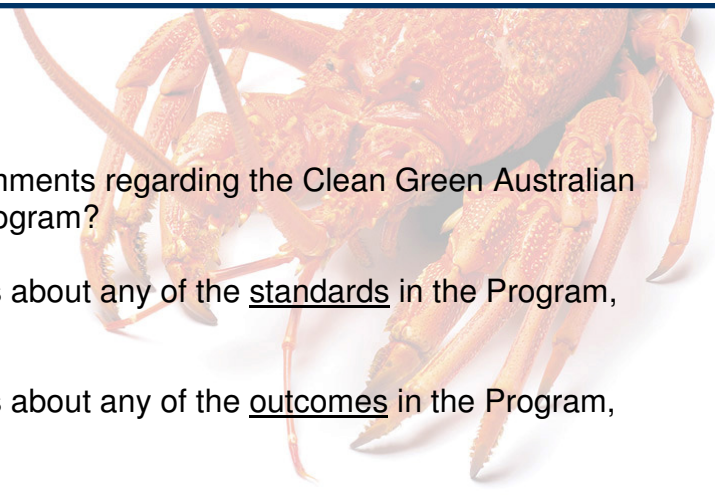 nments regarding the Clean Green Australian
ogram?
s about any of the standards in the Program,
s about any of the outcomes in the Program,